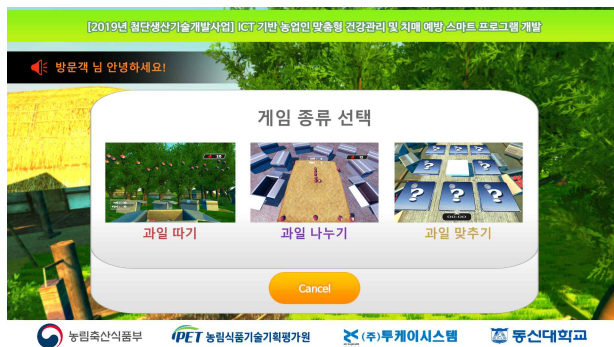 [2019년 첨단생산기술개발사업] ICT 기반 농업인 맞춤형 건강관리 및 치매 예방 스마트 프로그램 개발
방문객 님 안녕하세요!
게임 종류 선택
? ? ?
? ? ?
00:00
과일 따기 과일 나누기 과일 맞추기
Cancel
농림축산식품부 iPET 농림식품기술기획평가원 (주)투케이시스템 동신대학교